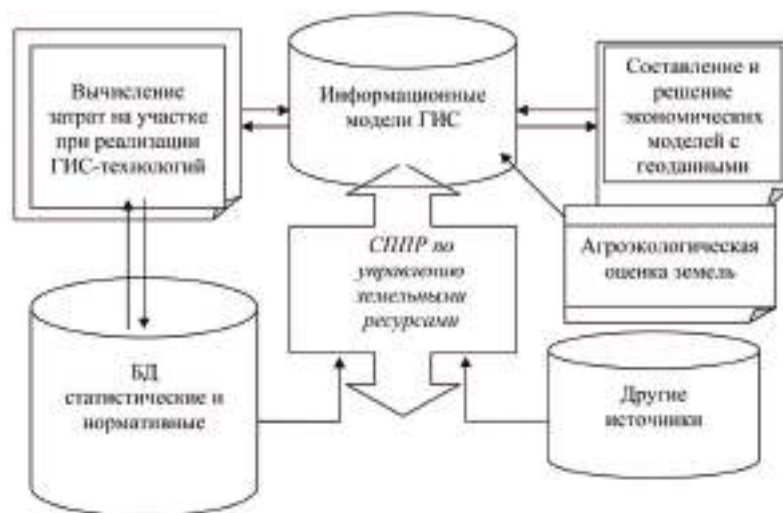 Вычисление
затрат на участке
при реализации
ГИС-технологий
Информационные
модели ГИС
Составление и
решение
экономических
моделей с
геоданными
СППР по
управлению
земельными
ресурсами
Агроэкологическая
оценка земель
БД
статистические и
нормативные
Другие
источники